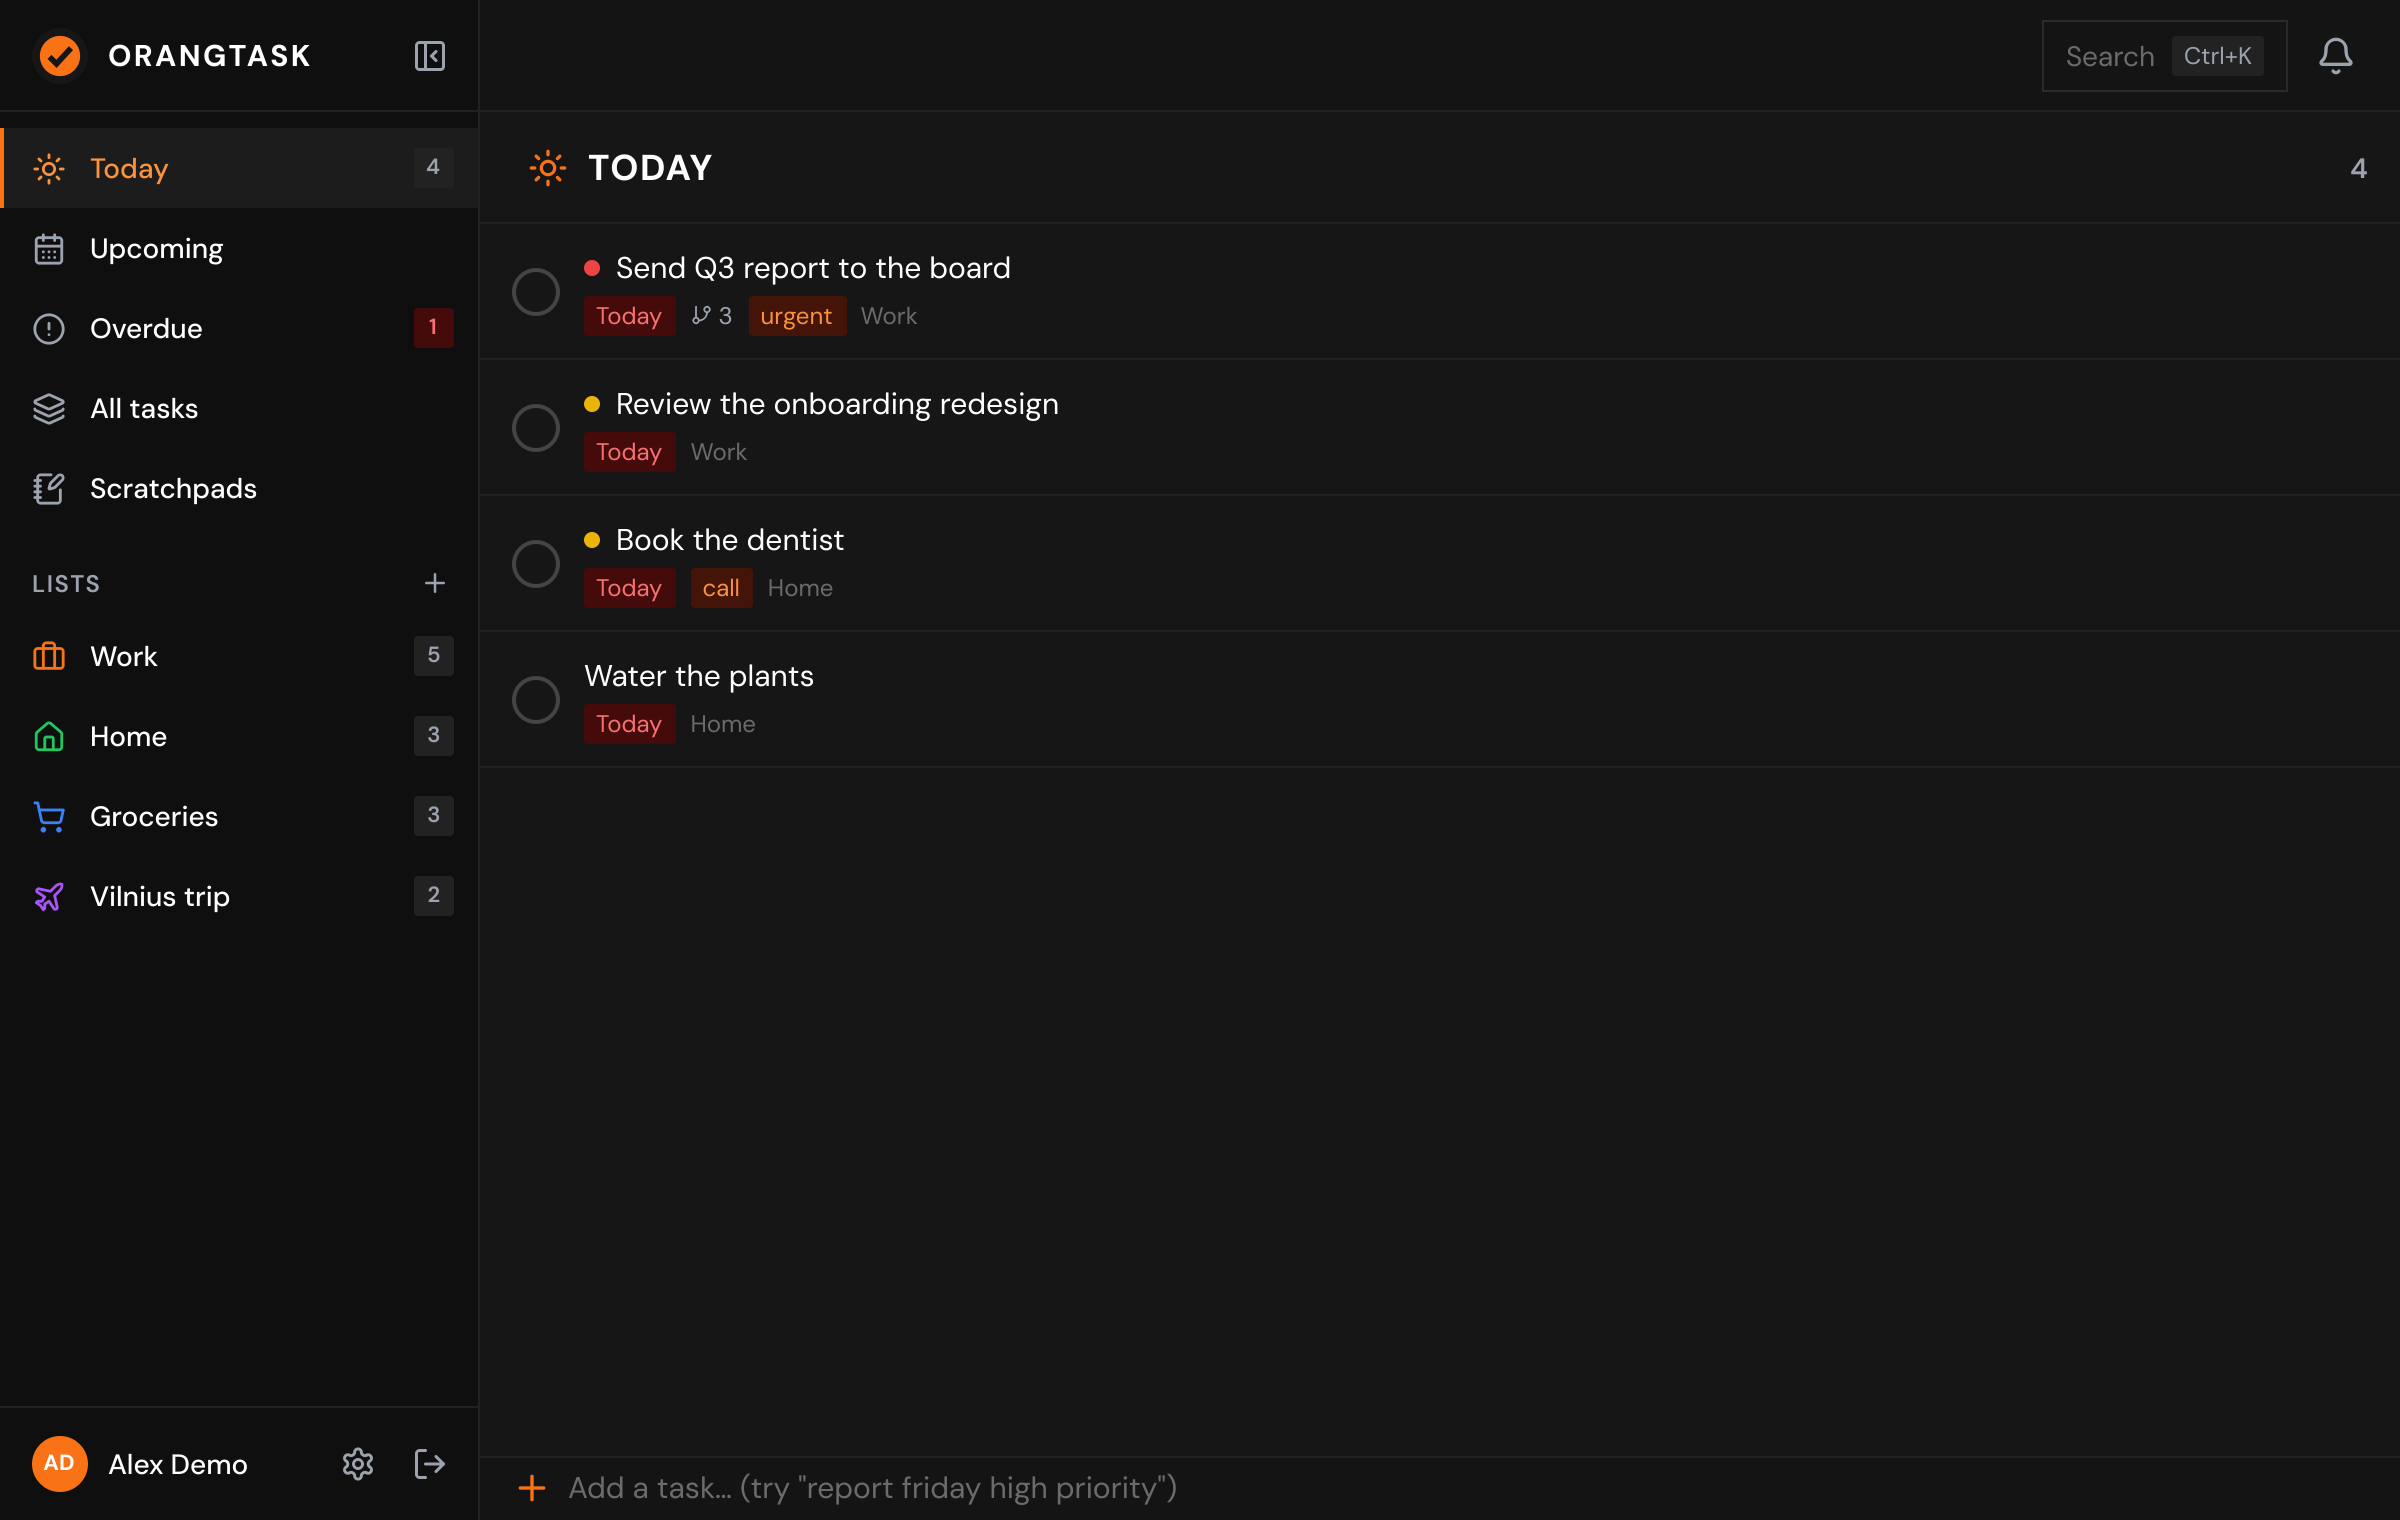 ORANGTASK
Search Ctrl+K
Today 4
Upcoming
Overdue 1
All tasks
Scratchpads
LISTS
Work 5
Home 3
Groceries 3
Vilnius trip 2
AD Alex Demo
TODAY 4
Send Q3 report to the board
Today 3 urgent Work
Review the onboarding redesign
Today Work
Book the dentist
Today call Home
Water the plants
Today Home
Add a task... (try "report friday high priority")